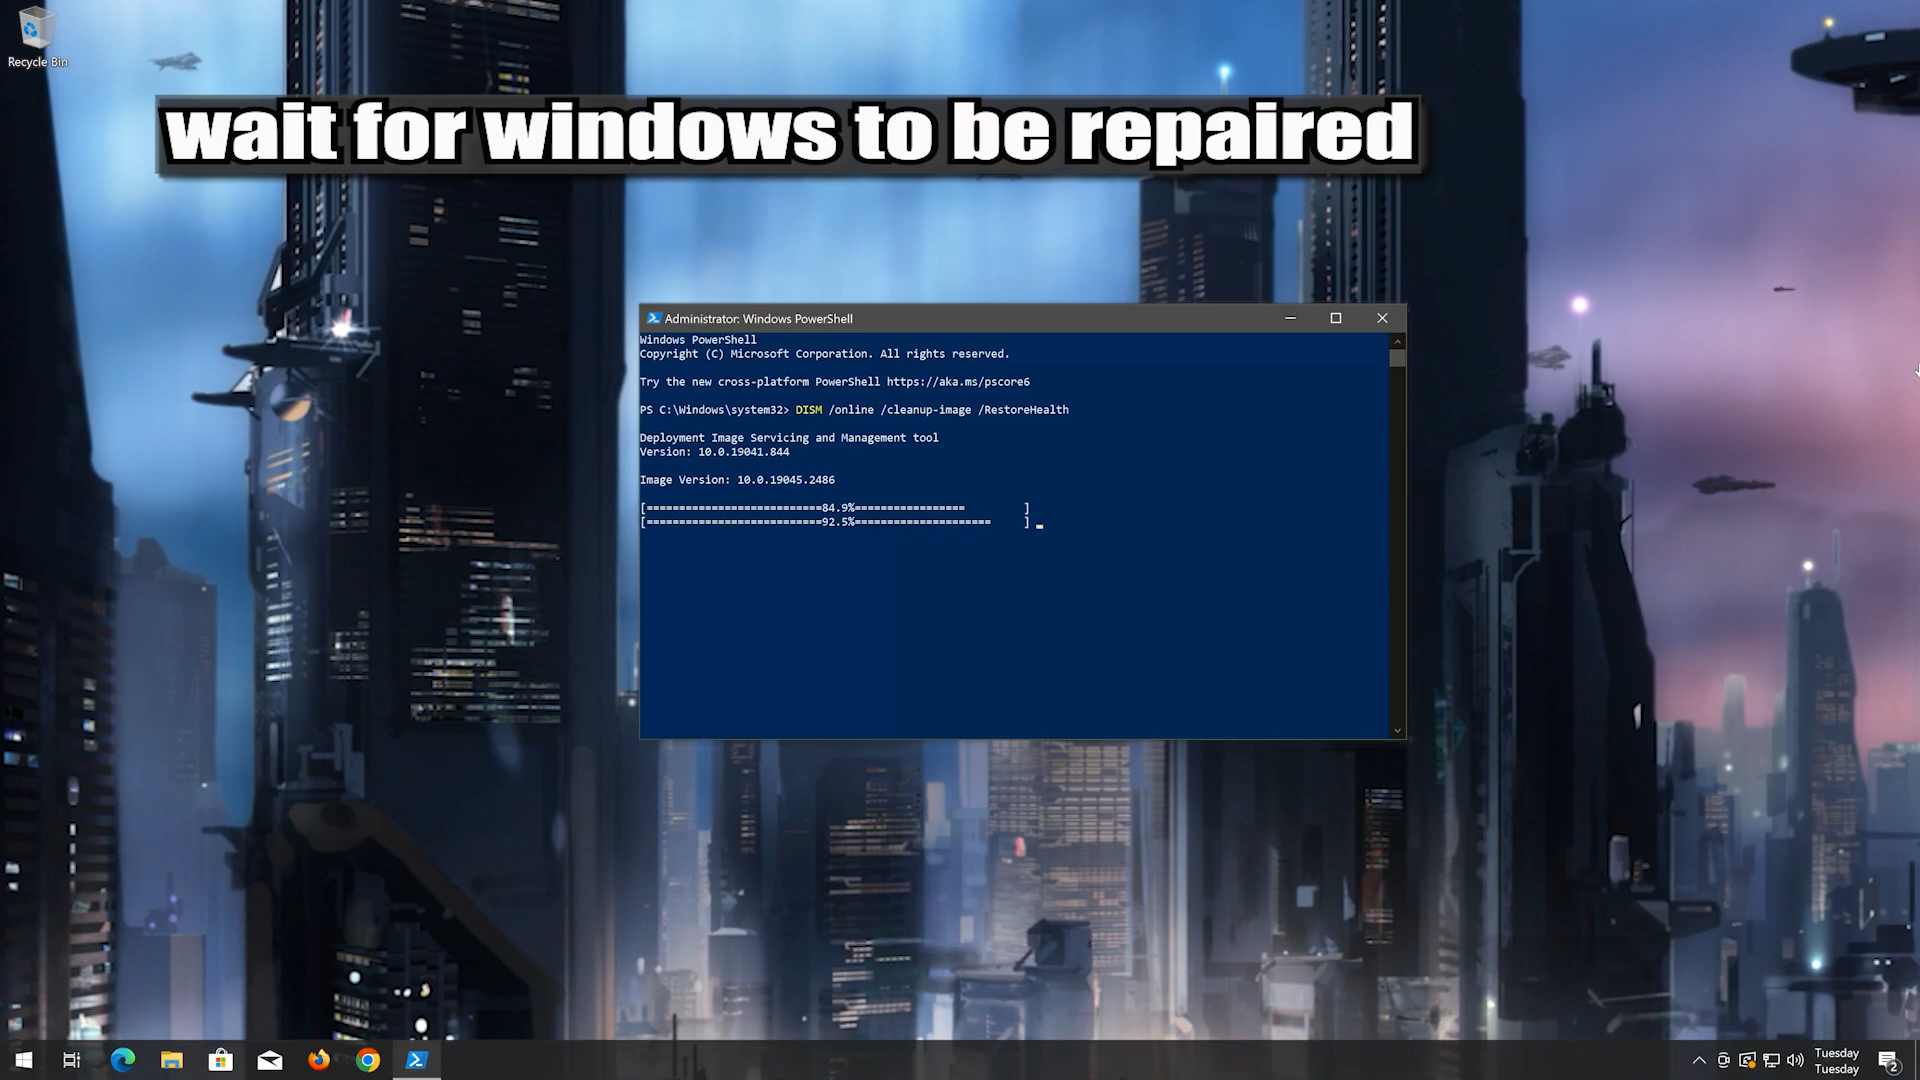 Recycle Bin
wait for windows to be repaired
Administrator: Windows PowerShell
Windows PowerShell
Copyright (C) Microsoft Corporation. All rights reserved.
Try the new cross-platform PowerShell https://aka.ms/pscore6
PS C:\Windows\system32> DISM /online /cleanup-image /RestoreHealth
Deployment Image Servicing and Management tool
Version: 10.0.19041.844
Image Version: 10.0.19045.2486
[===========================84.9%=================          ]
[===========================92.5%=====================      ]
Tuesday
Tuesday
2